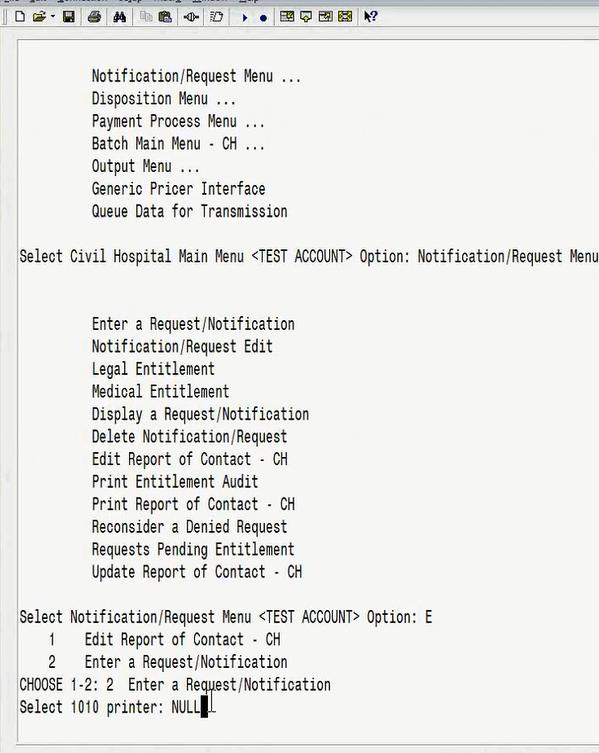 Notification/Request Menu ...
Disposition Menu ...
Payment Process Menu ...
Batch Main Menu - CH ...
Output Menu ...
Generic Pricer Interface
Queue Data for Transmission
Select Civil Hospital Main Menu <TEST ACCOUNT> Option: Notification/Request Menu
Enter a Request/Notification
Notification/Request Edit
Legal Entitlement
Medical Entitlement
Display a Request/Notification
Delete Notification/Request
Edit Report of Contact - CH
Print Entitlement Audit
Print Report of Contact - CH
Reconsider a Denied Request
Requests Pending Entitlement
Update Report of Contact - CH
Select Notification/Request Menu <TEST ACCOUNT> Option: E
1 Edit Report of Contact - CH
2 Enter a Request/Notification
CHOOSE 1-2: 2 Enter a Request/Notification
Select 1010 printer: NULL